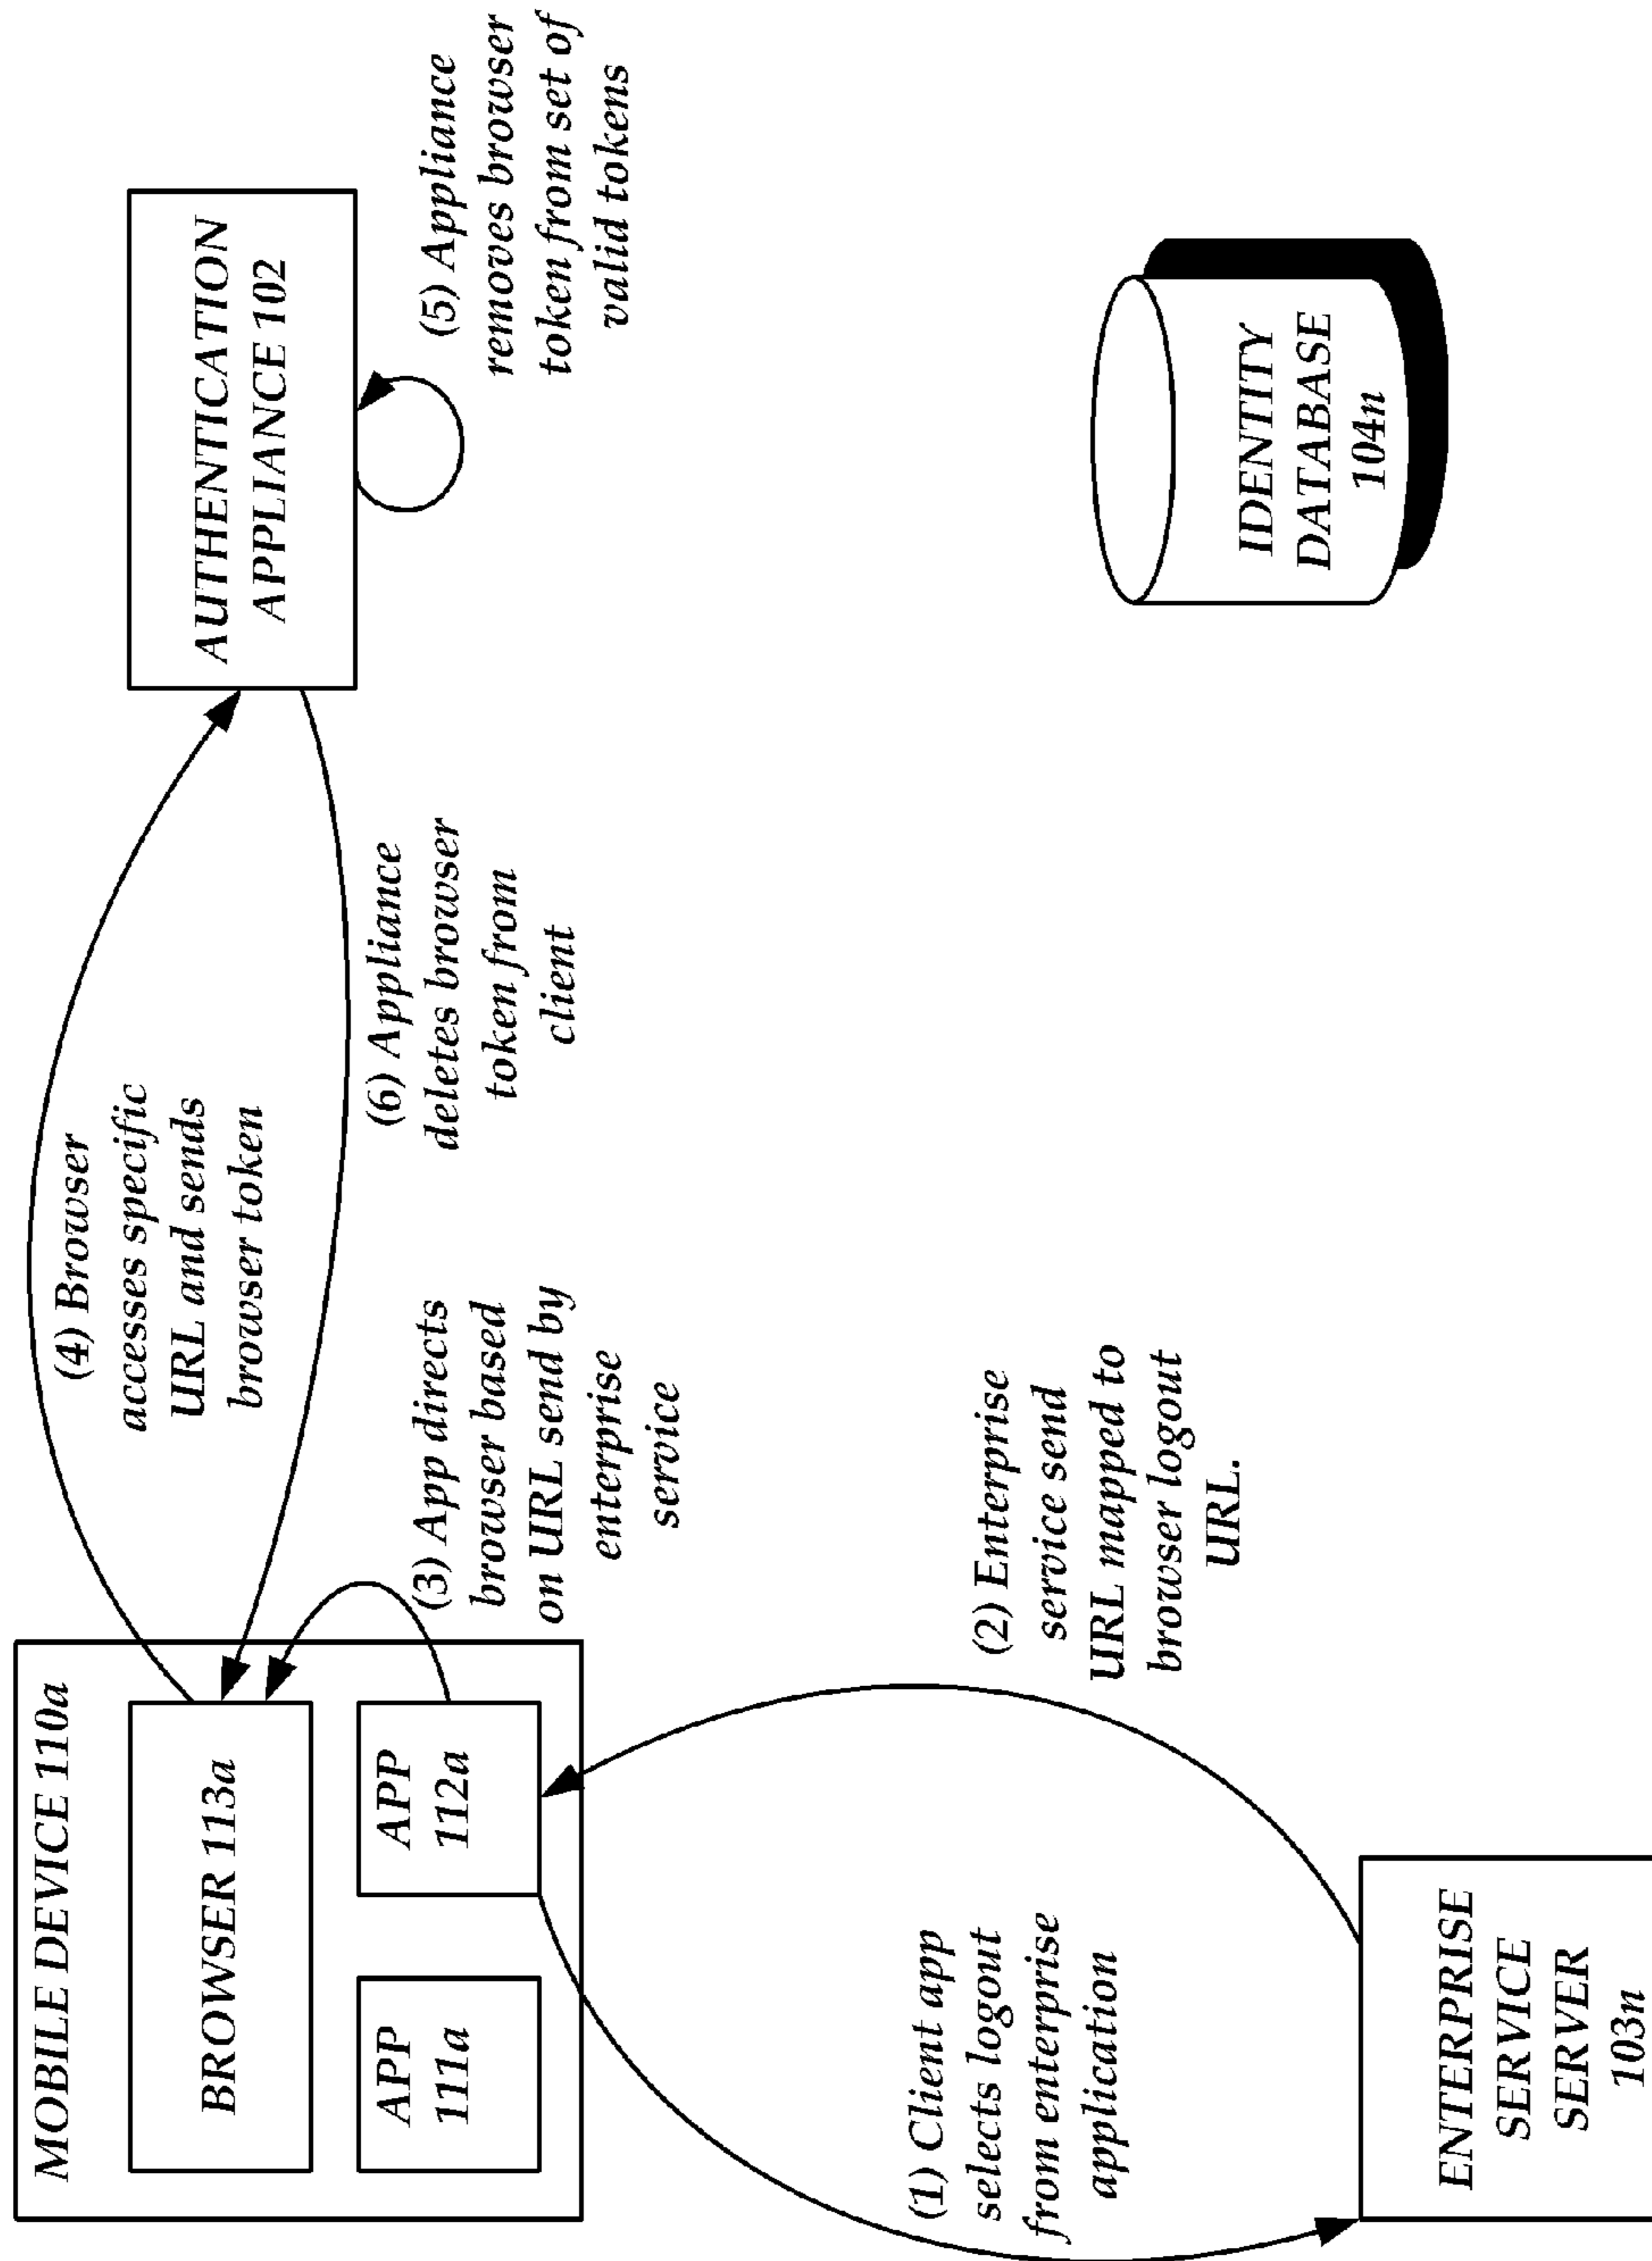 MOBILE DEVICE 110a
BROWSER 113a
APP
111a
APP
112a
(4) Browser
accesses specific
URL and sends
browser token
AUTHENTICATION
APPLIANCE 102
(6) Appliance
deletes browser
token from
client
(5) Appliance
removes browser
token from set of
valid tokens
(3) App directs
browser based
on URL send by
enterprise
service
(1) Client app
selects logout
from enterprise
application
(2) Enterprise
service send
URL mapped to
browser logout
URL.
ENTERPRISE
SERVICE
SERVER
103n
IDENTITY
DATABASE
104n